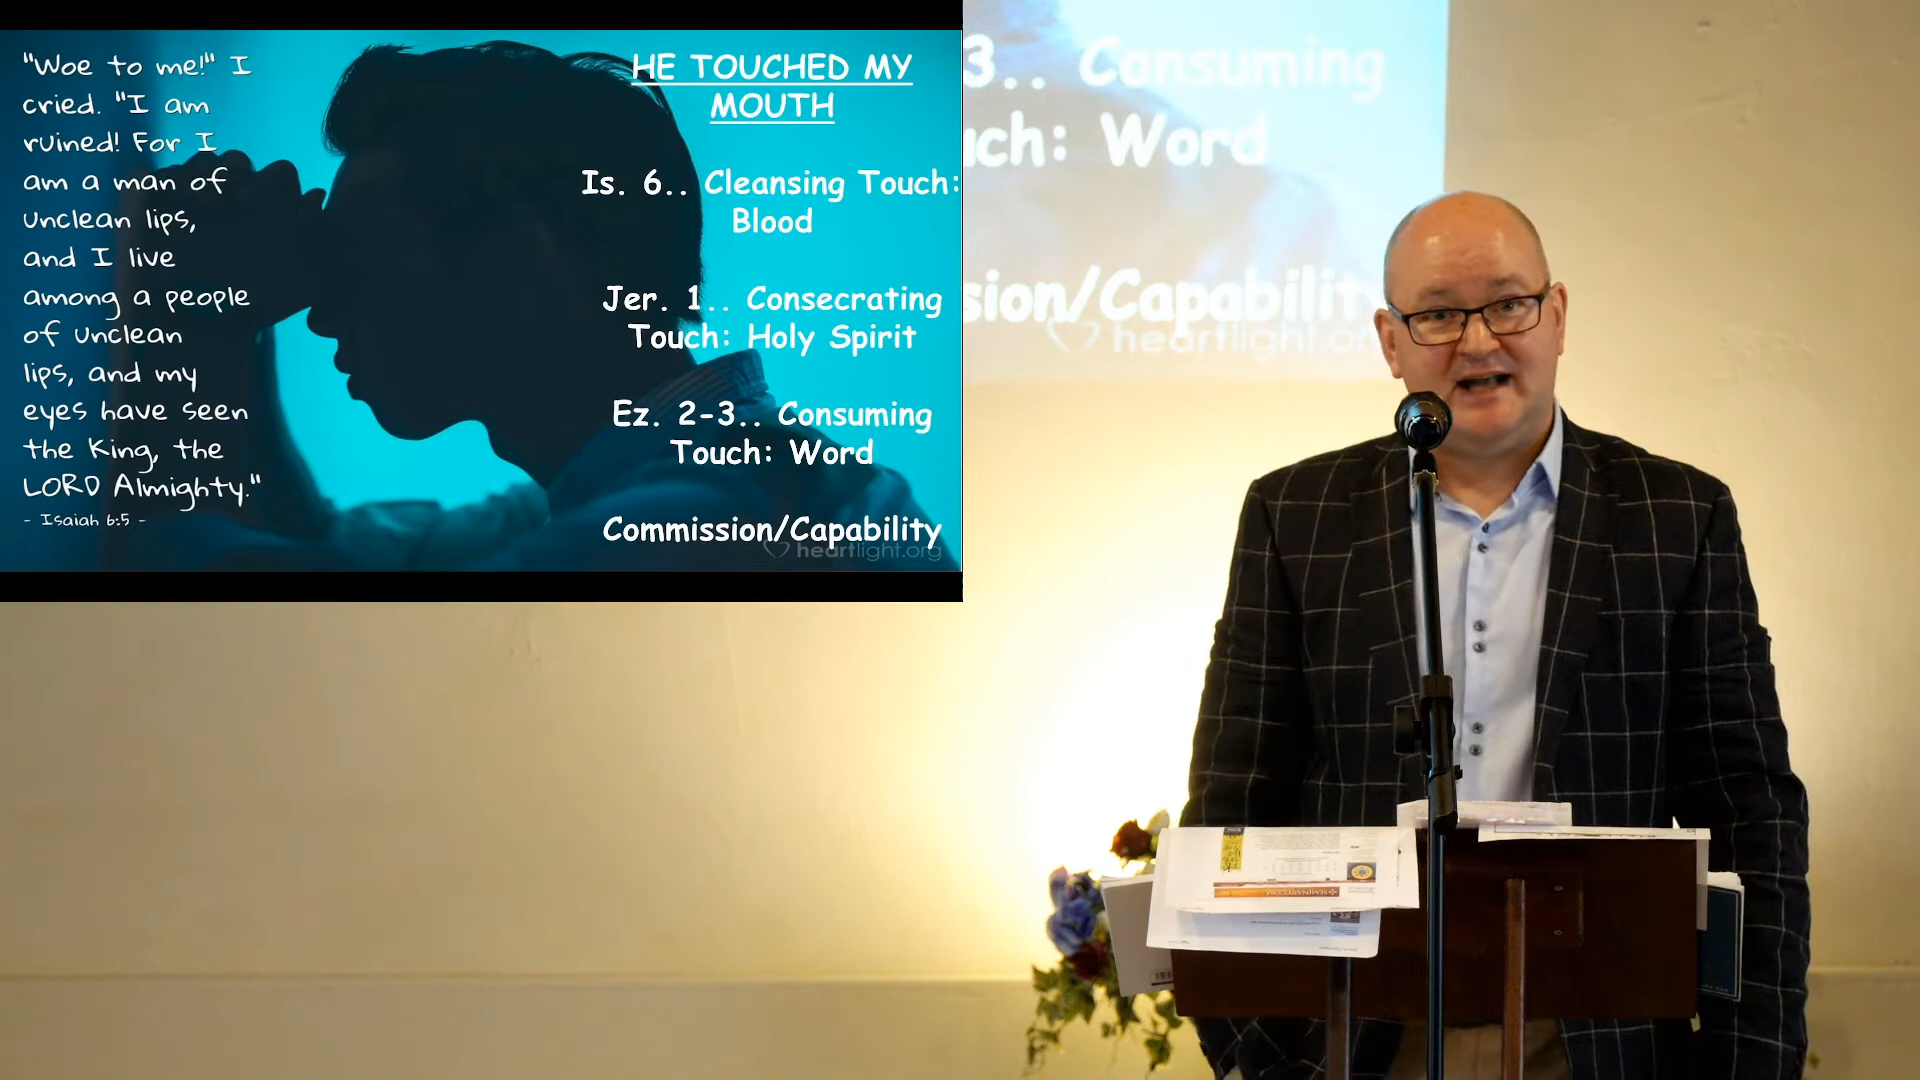 "Woe to me!" I
cried. "I am
ruined! For I
am a man of
unclean lips,
and I live
among a people
of unclean
lips, and my
eyes have seen
the King, the
LORD Almighty."
- Isaiah 6:5 -
HE TOUCHED MY
MOUTH
Is. 6.. Cleansing Touch:
Blood
Jer. 1.. Consecrating
Touch: Holy Spirit
Ez. 2-3.. Consuming
Touch: Word
Commission/Capability
heartlight.org
3.. Consuming
uch: Word
sion/Capability
heartlight.org